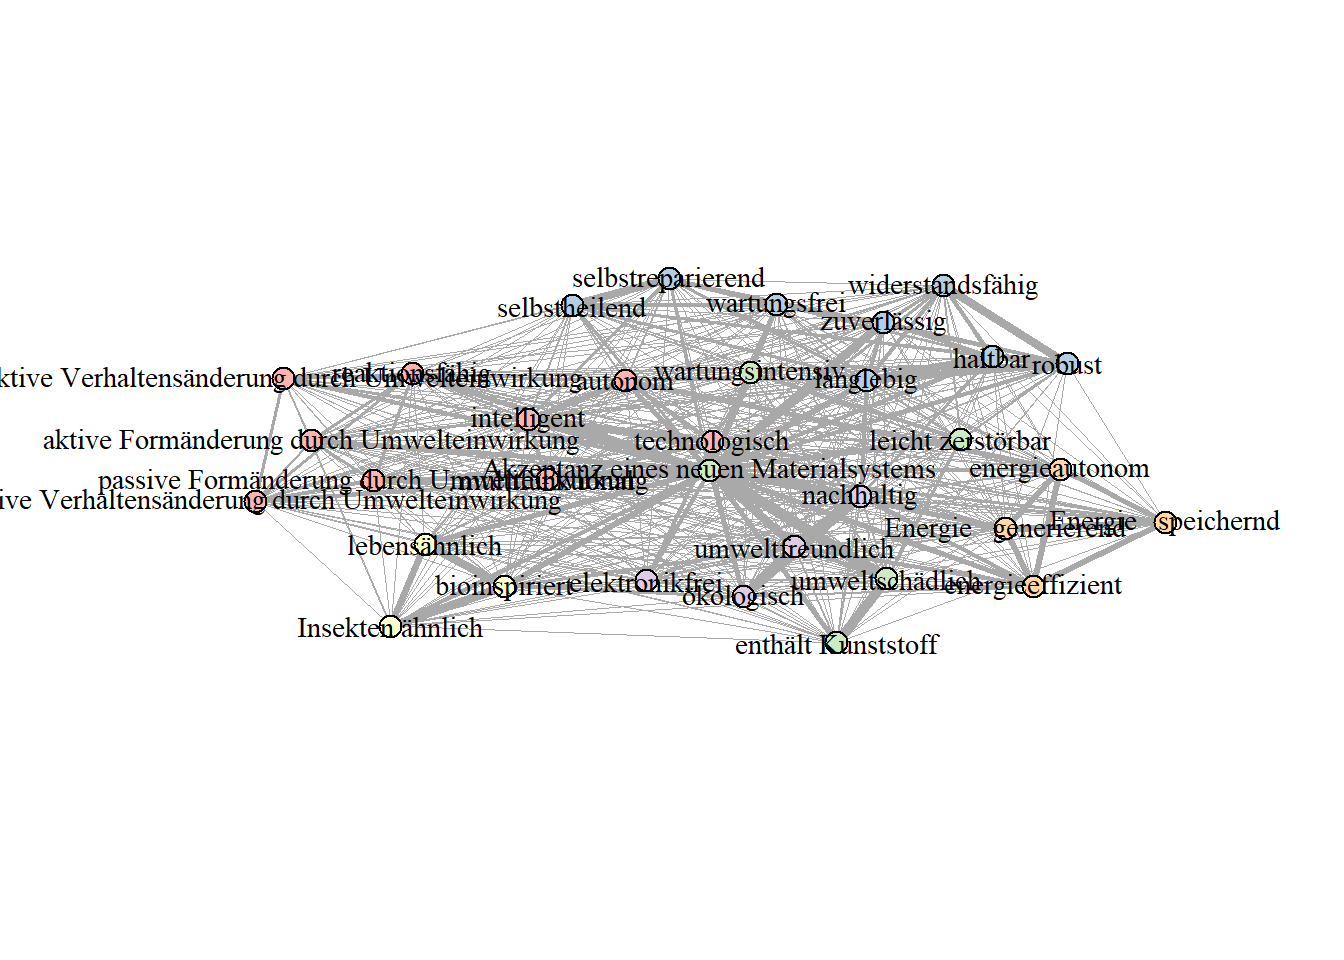 selbstreparierend
widerstandsfähig
selbstheilend
wartungsfrei
zuverlässig
haltbar
robust
ktive Verhaltensänderung durch Umwelteinwirkung
reaktionsfähig
autonom
wartungsintensiv
langlebig
intelligent
aktive Formänderung durch Umwelteinwirkung
technologisch
leicht zerstörbar
Akzeptanz eines neuen Materialsystems
energieautonom
passive Formänderung durch Umwelteinwirkung
multifunktional
ive Verhaltensänderung durch Umwelteinwirkung
nachhaltig
Energie generierend
Energie speichernd
lebensähnlich
umweltfreundlich
bioinspiriert
elektronikfrei
ökologisch
umweltschädlich
energieeffizient
Insekten ähnlich
enthält Kunststoff